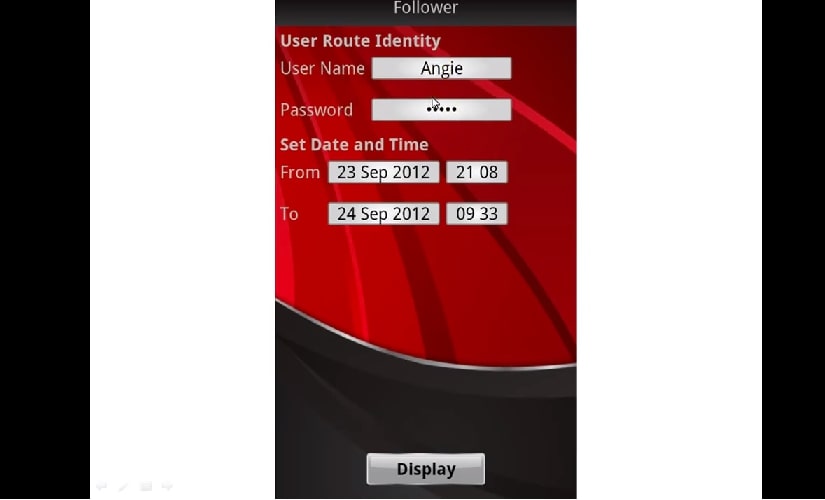 Follower
User Route Identity
User Name Angie
Password •••••
Set Date and Time
From 23 Sep 2012 21 08
To 24 Sep 2012 09 33
Display